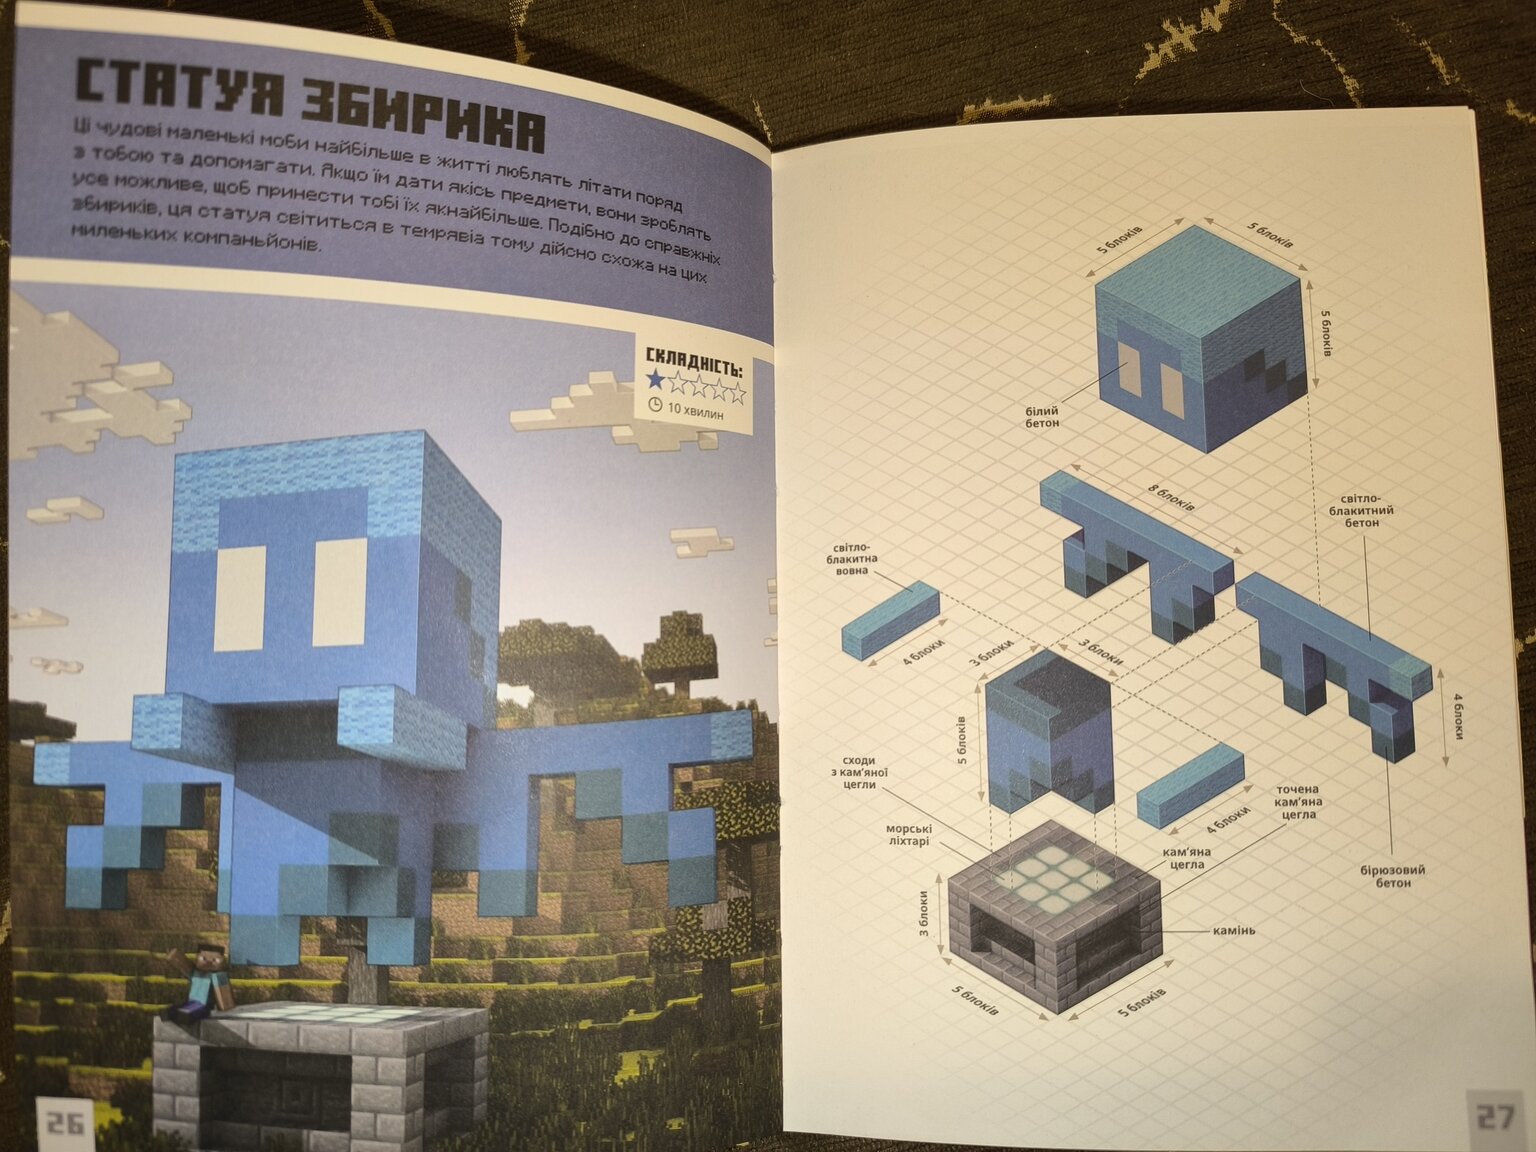 СТАТУЯ ЗБИРИКА
Ці чудові маленькі моби найбільше в житті люблять літати поряд
з тобою та допомагати. Якщо їм дати якісь предмети, вони зроблять
усе можливе, щоб принести тобі їх якнайбільше. Подібно до справжніх
збириків, ця статуя світиться в темрявіа тому дійсно схожа на цих
миленьких компаньйонів.
СКЛАДНІСТЬ:
10 хвилин
26
5 блоків
5 блоків
5 блоків
білий
бетон
8 блоків
світло-
блакитний
бетон
світло-
блакитна
вовна
4 блоки
3 блоки
3 блоки
4 блоки
5 блоків
сходи
з кам'яної
цегли
4 блоки
точена
кам'яна
цегла
морські
ліхтарі
кам'яна
цегла
бірюзовий
бетон
3 блоки
камінь
5 блоків
5 блоків
27